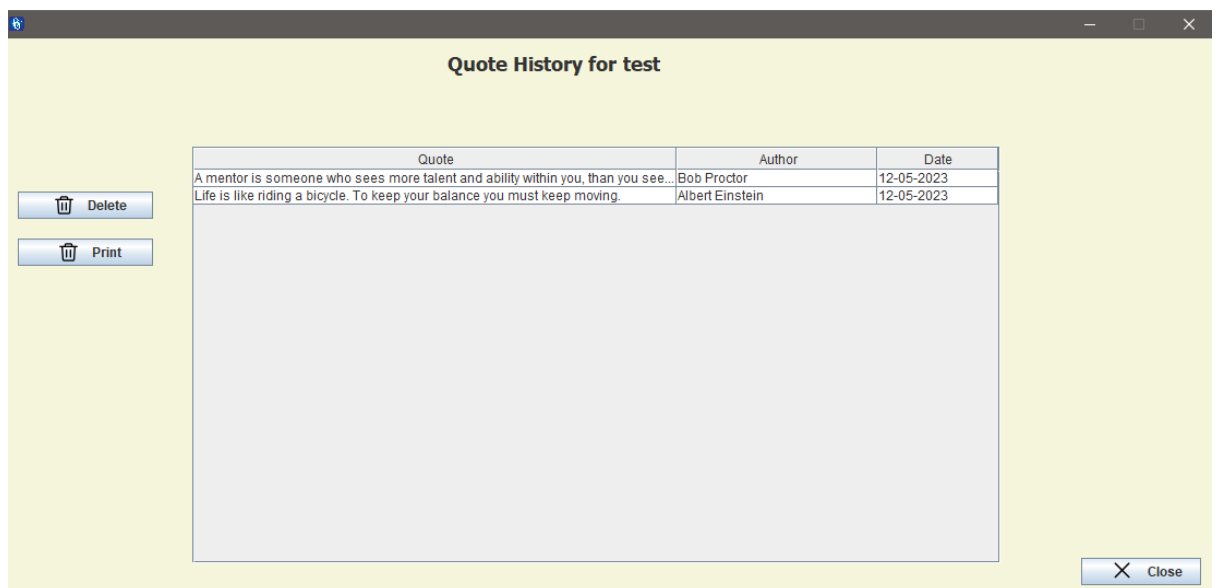 Quote History for test
Quote Author Date
A mentor is someone who sees more talent and ability within you, than you see... Bob Proctor 12-05-2023
Life is like riding a bicycle. To keep your balance you must keep moving. Albert Einstein 12-05-2023
Delete
Print
Close